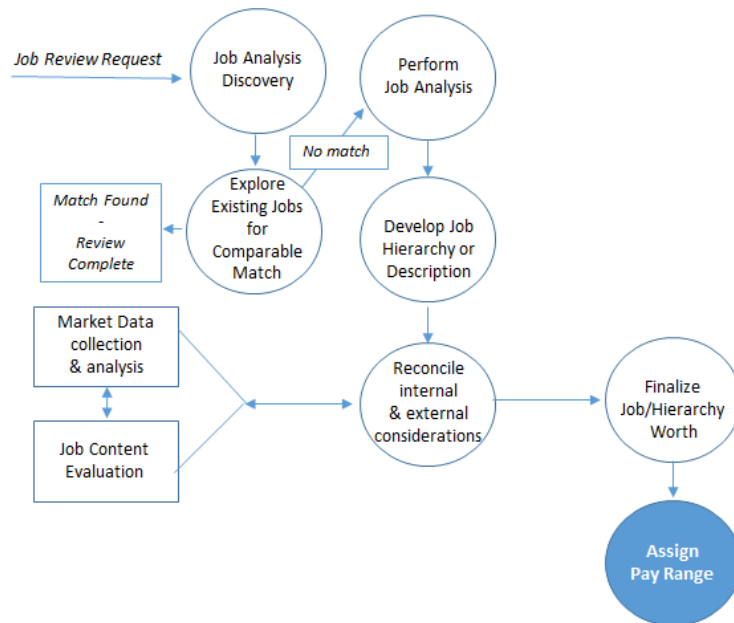 Job Review Request
Job Analysis
Discovery
Perform
Job Analysis
No match
Explore
Existing Jobs
for
Comparable
Match
Match Found
-
Review
Complete
Develop Job
Hierarchy or
Description
Market Data
collection
& analysis
Job Content
Evaluation
Reconcile
internal
& external
considerations
Finalize
Job/Hierarchy
Worth
Assign
Pay Range